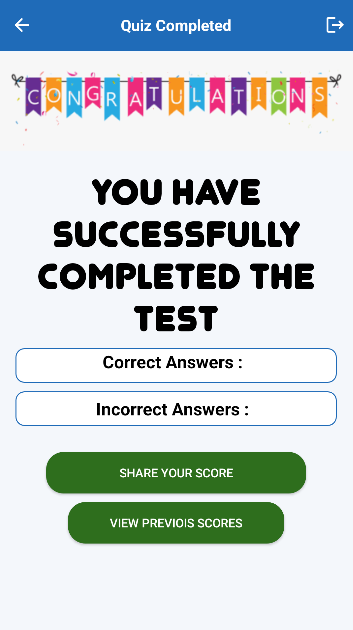 Quiz Completed
CONGRATULATIONS
YOU HAVE
SUCCESSFULLY
COMPLETED THE
TEST
Correct Answers :
Incorrect Answers :
SHARE YOUR SCORE
VIEW PREVIOIS SCORES